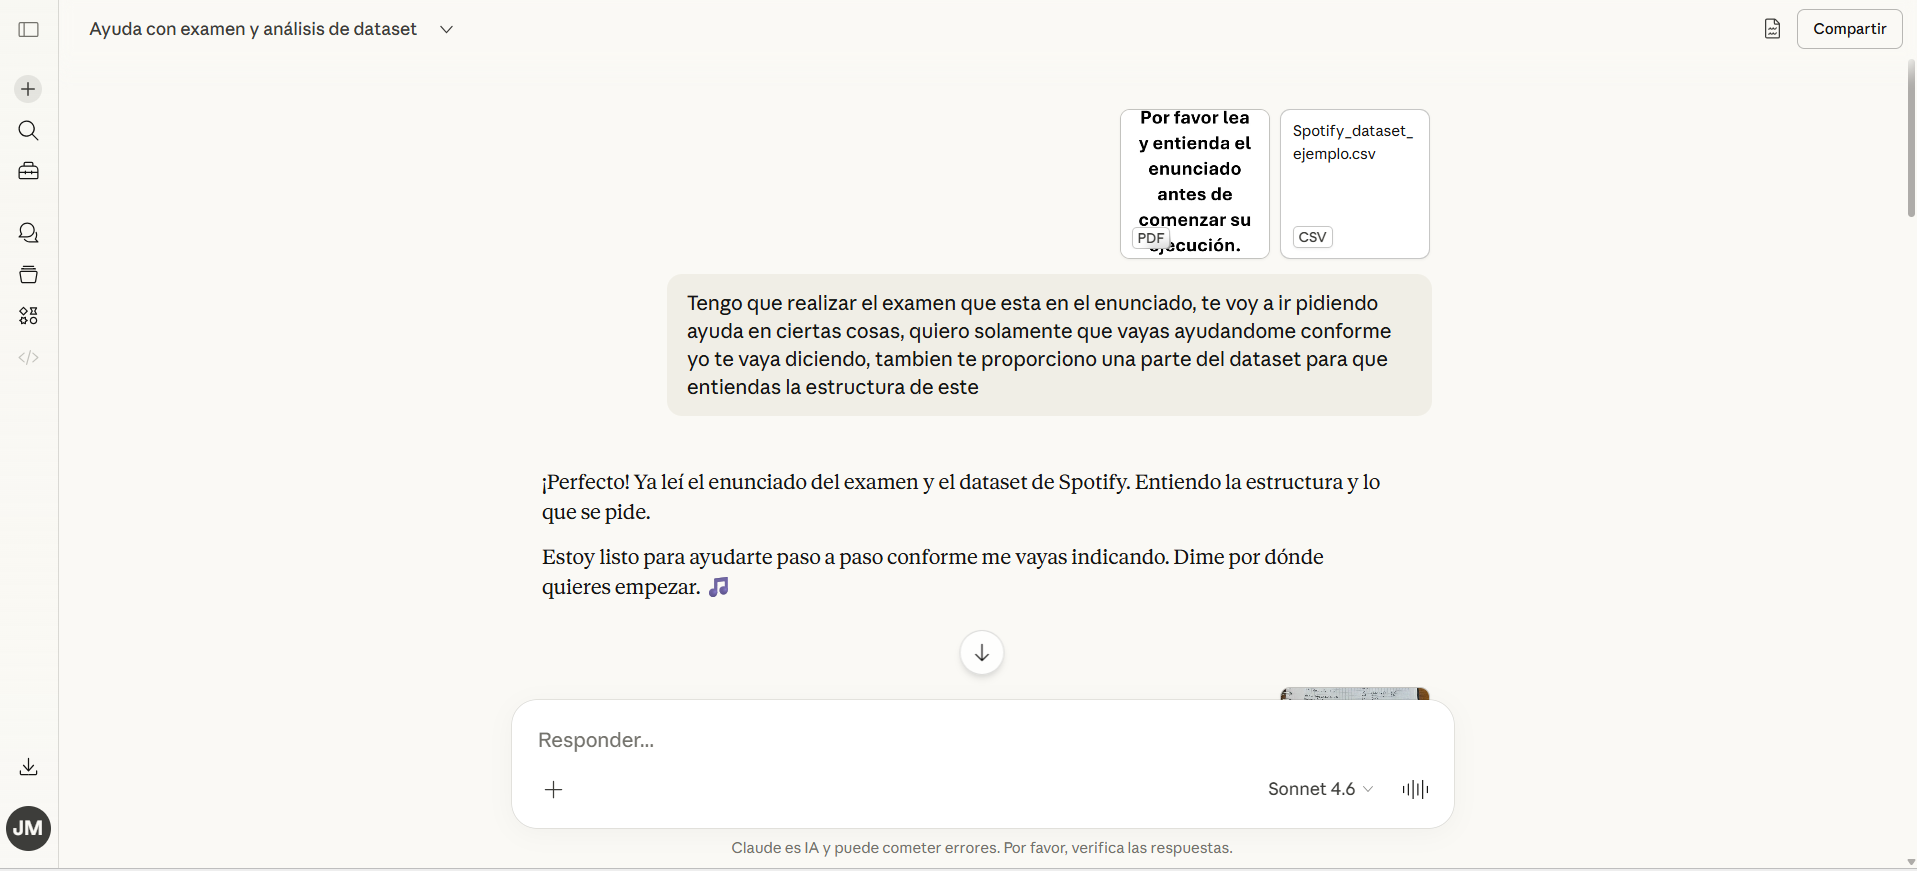 Ayuda con examen y análisis de dataset
Compartir
Por favor lea
y entienda el
enunciado
antes de
comenzar su
ejecución.
PDF
Spotify_dataset_
ejemplo.csv
CSV
Tengo que realizar el examen que esta en el enunciado, te voy a ir pidiendo
ayuda en ciertas cosas, quiero solamente que vayas ayudandome conforme
yo te vaya diciendo, tambien te proporciono una parte del dataset para que
entiendas la estructura de este
¡Perfecto! Ya leí el enunciado del examen y el dataset de Spotify. Entiendo la estructura y lo
que se pide.
Estoy listo para ayudarte paso a paso conforme me vayas indicando. Dime por dónde
quieres empezar. 🎵
Responder...
Sonnet 4.6
JM
Claude es IA y puede cometer errores. Por favor, verifica las respuestas.